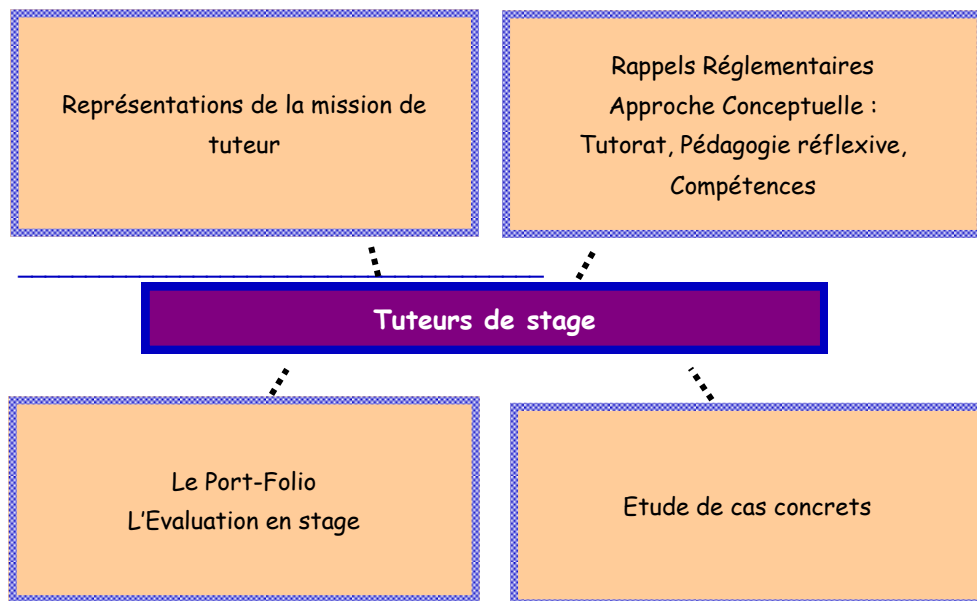 Représentations de la mission de
tuteur
Rappels Réglementaires
Approche Conceptuelle :
Tutorat, Pédagogie réflexive,
Compétences
Tuteurs de stage
Le Port-Folio
L'Evaluation en stage
Etude de cas concrets